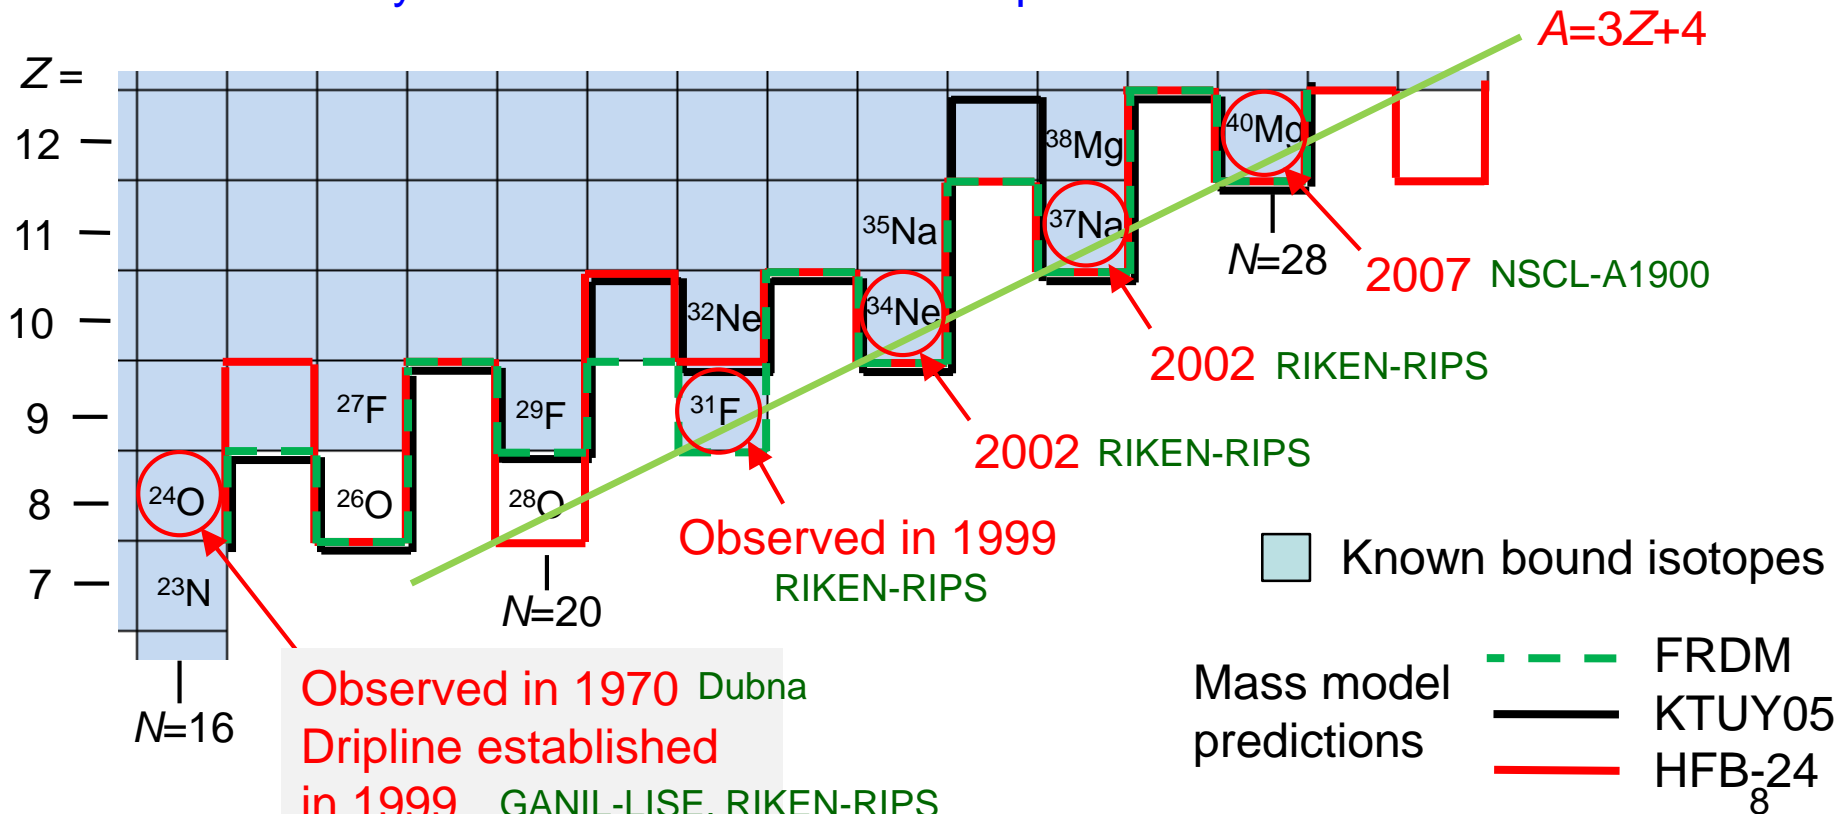 A=3Z+4
Z =
12
38Mg
40Mg
11
35Na
37Na
N=28
2007 NSCL-A1900
10
32Ne
34Ne
2002 RIKEN-RIPS
9
27F
29F
31F
2002 RIKEN-RIPS
8
24O
26O
28O
Observed in 1999
RIKEN-RIPS
Known bound isotopes
7
23N
N=20
N=16
Observed in 1970 Dubna
Dripline established
in 1999 GANIL-LISE, RIKEN-RIPS
Mass model
predictions
FRDM
KTUY05
HFB-24
8